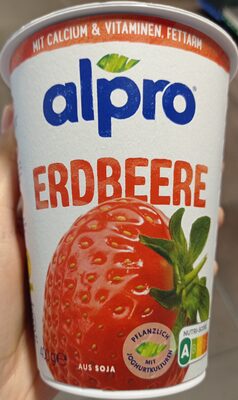 MIT CALCIUM & VITAMINEN, FETTARM
alpro
ERDBEERE
AUS SOJA
PFLANZLICH
MIT JOGHURTKULTUREN
NUTRI-SCORE
A